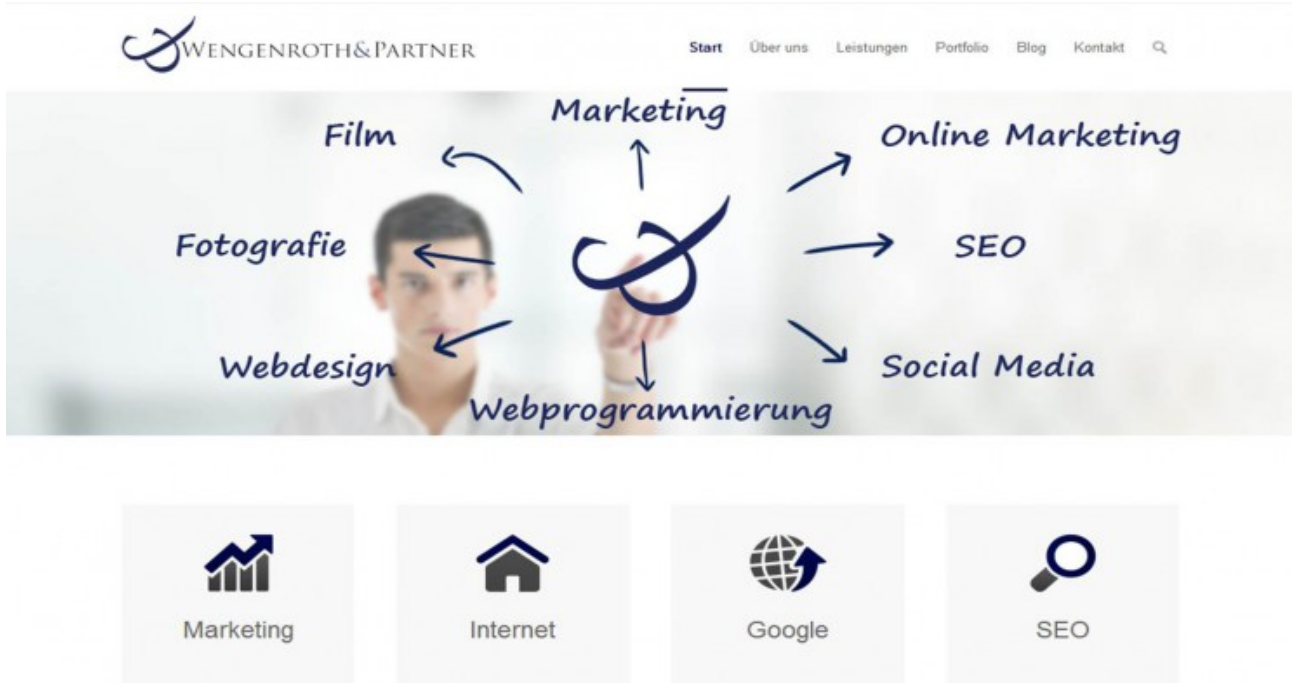 WENGENROTH&PARTNER
Start Über uns Leistungen Portfolio Blog Kontakt
Marketing
Film
Online Marketing
Fotografie
SEO
Webdesign
Social Media
Webprogrammierung
Marketing Internet Google SEO